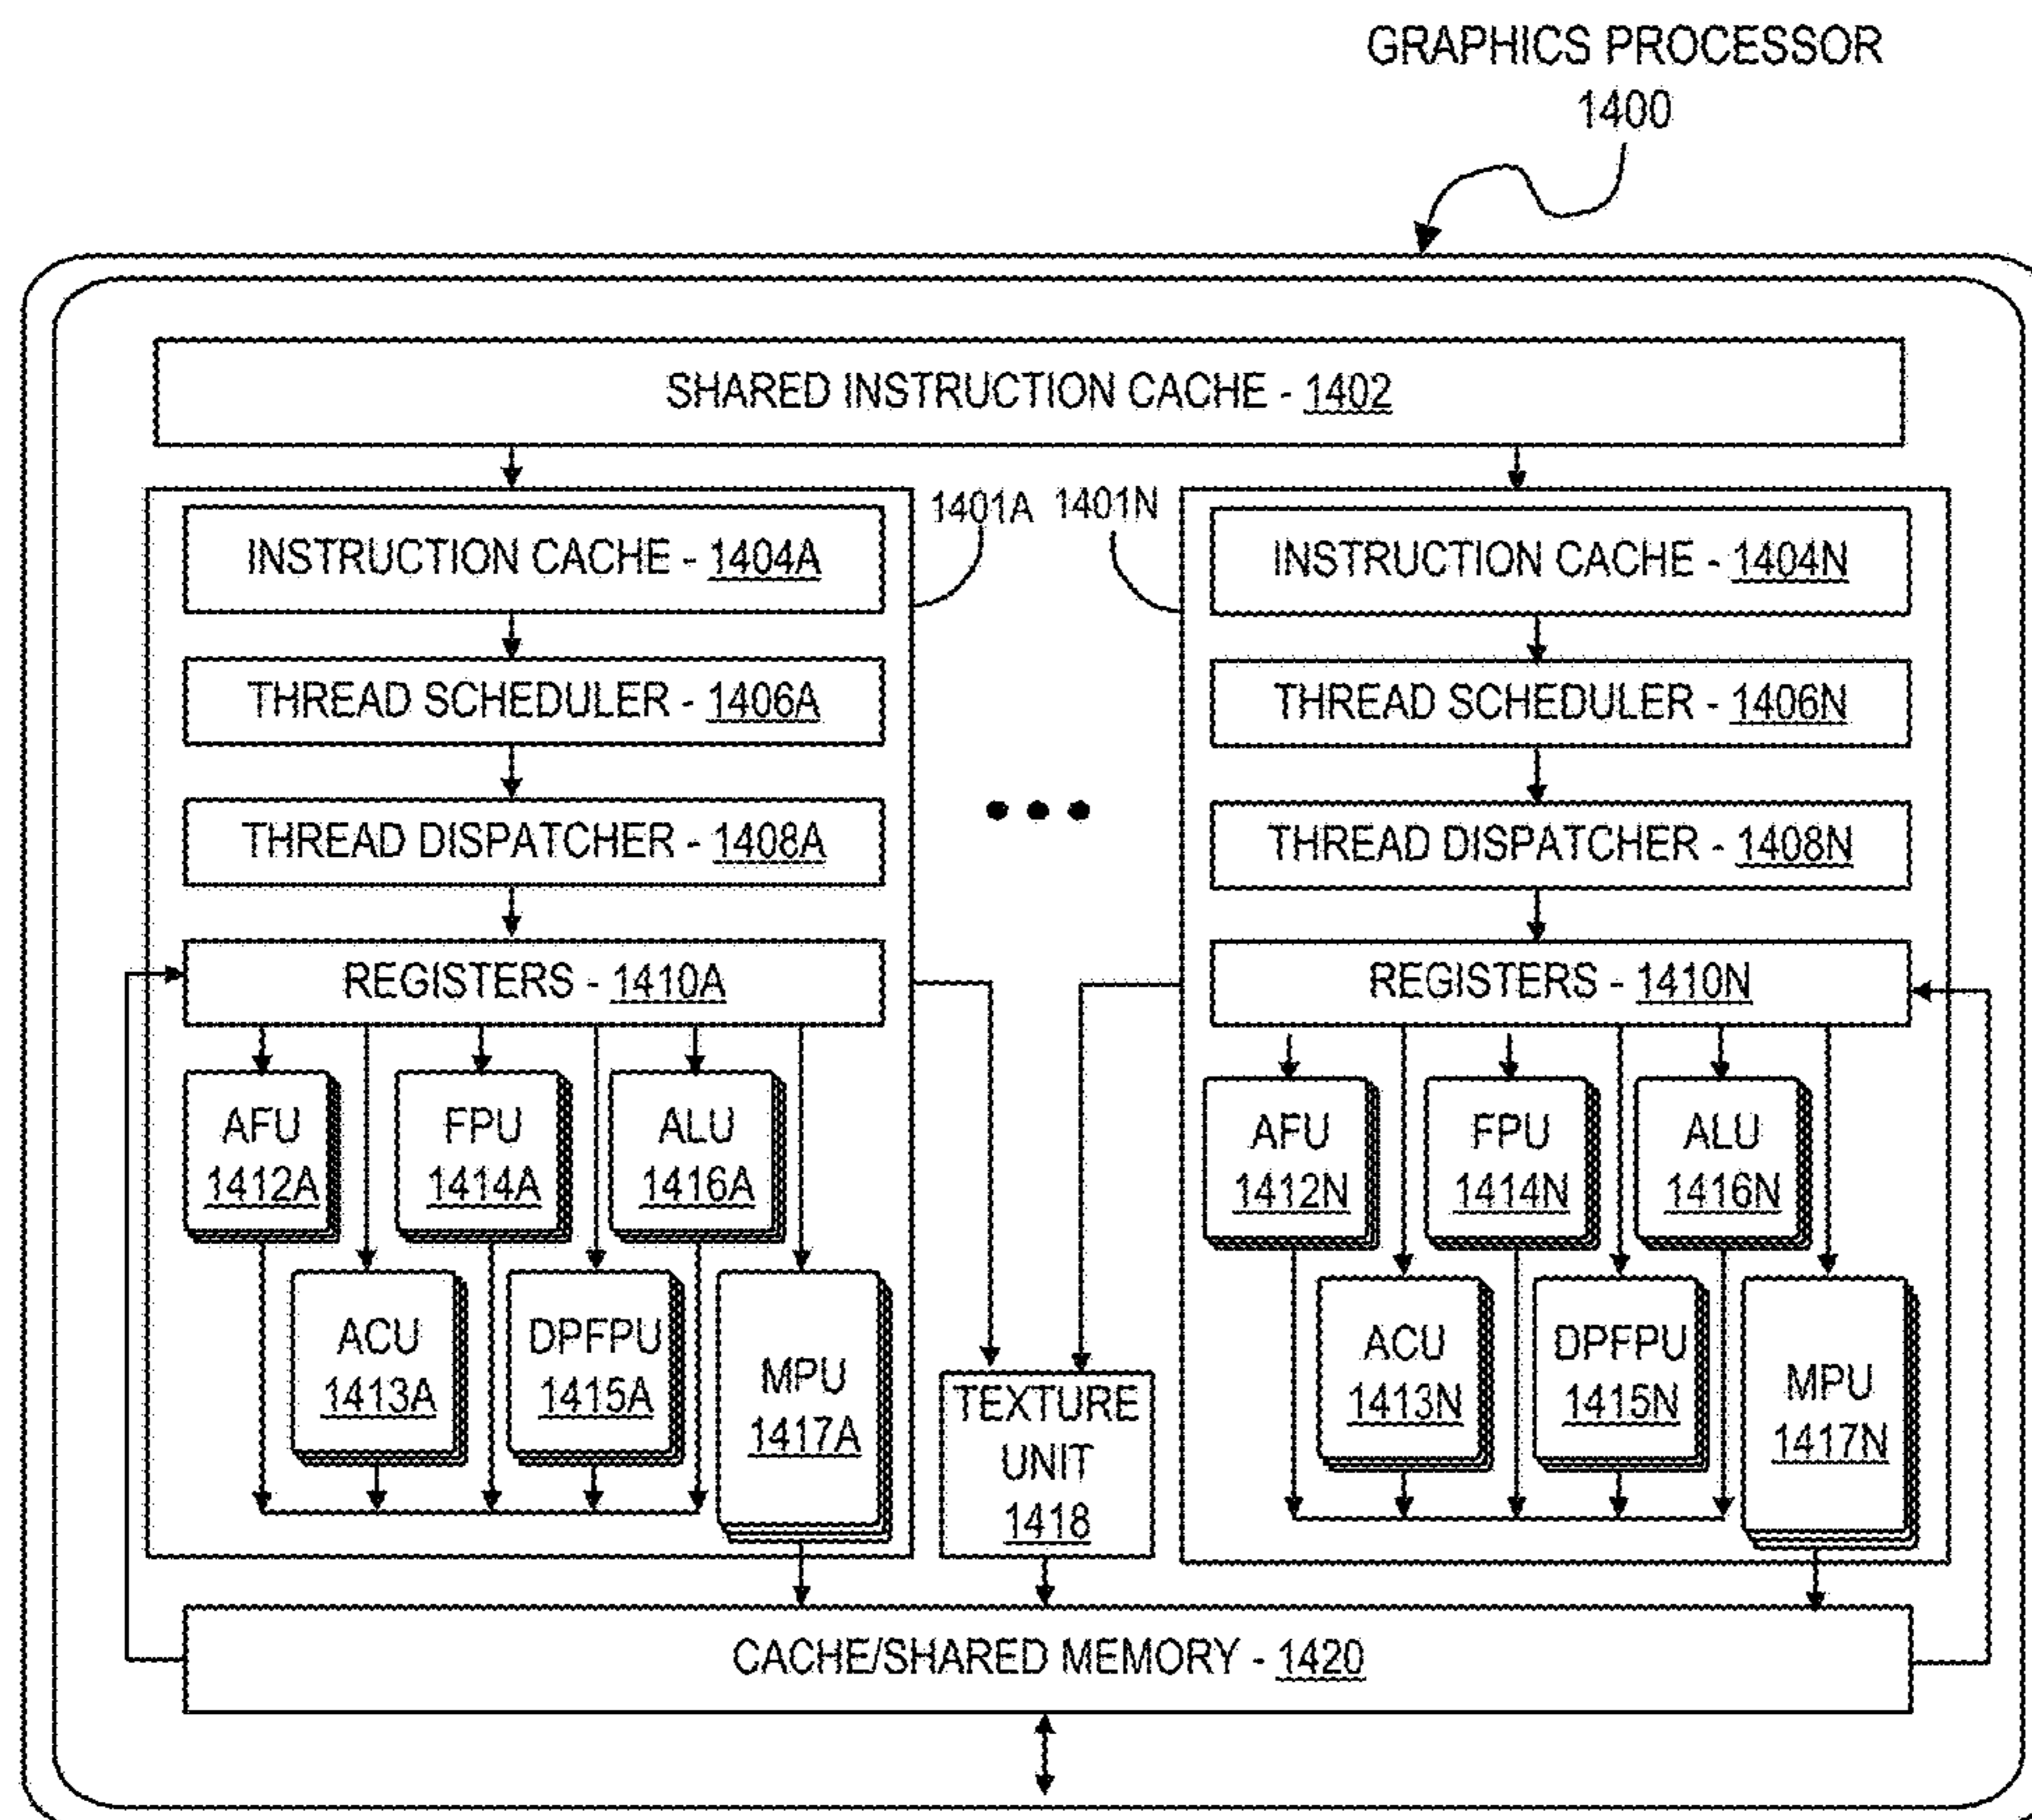 GRAPHICS PROCESSOR
1400
SHARED INSTRUCTION CACHE - 1402
1401A
1401N
INSTRUCTION CACHE - 1404A
THREAD SCHEDULER - 1406A
THREAD DISPATCHER - 1408A
REGISTERS - 1410A
AFU
1412A
FPU
1414A
ALU
1416A
ACU
1413A
DPFPU
1415A
MPU
1417A
TEXTURE
UNIT
1418
INSTRUCTION CACHE - 1404N
THREAD SCHEDULER - 1406N
THREAD DISPATCHER - 1408N
REGISTERS - 1410N
AFU
1412N
FPU
1414N
ALU
1416N
ACU
1413N
DPFPU
1415N
MPU
1417N
CACHE/SHARED MEMORY - 1420